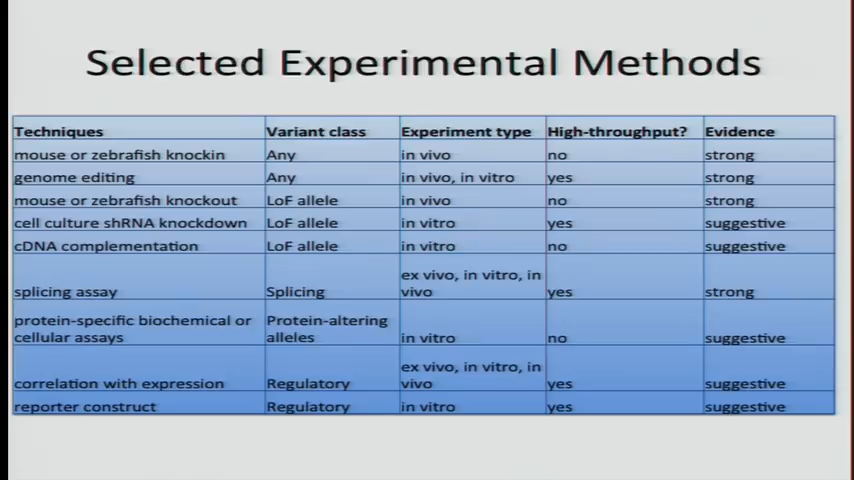 Selected Experimental Methods
Techniques Variant class Experiment type High-throughput? Evidence
mouse or zebrafish knockin Any in vivo no strong
genome editing Any in vivo, in vitro yes strong
mouse or zebrafish knockout LoF allele in vivo no strong
cell culture shRNA knockdown LoF allele in vitro yes suggestive
cDNA complementation LoF allele in vitro no suggestive
splicing assay Splicing ex vivo, in vitro, in
vivo yes strong
protein-specific biochemical or
cellular assays Protein-altering
alleles in vitro no suggestive
correlation with expression Regulatory ex vivo, in vitro, in
vivo yes suggestive
reporter construct Regulatory in vitro yes suggestive